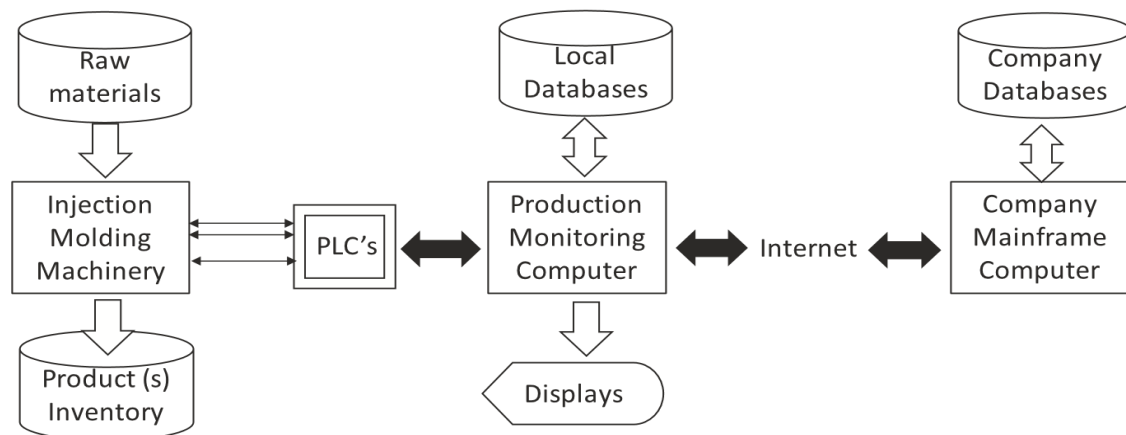 Raw
materials
Local
Databases
Company
Databases
Injection
Molding
Machinery
PLC's
Production
Monitoring
Computer
Internet
Company
Mainframe
Computer
Product (s)
Inventory
Displays